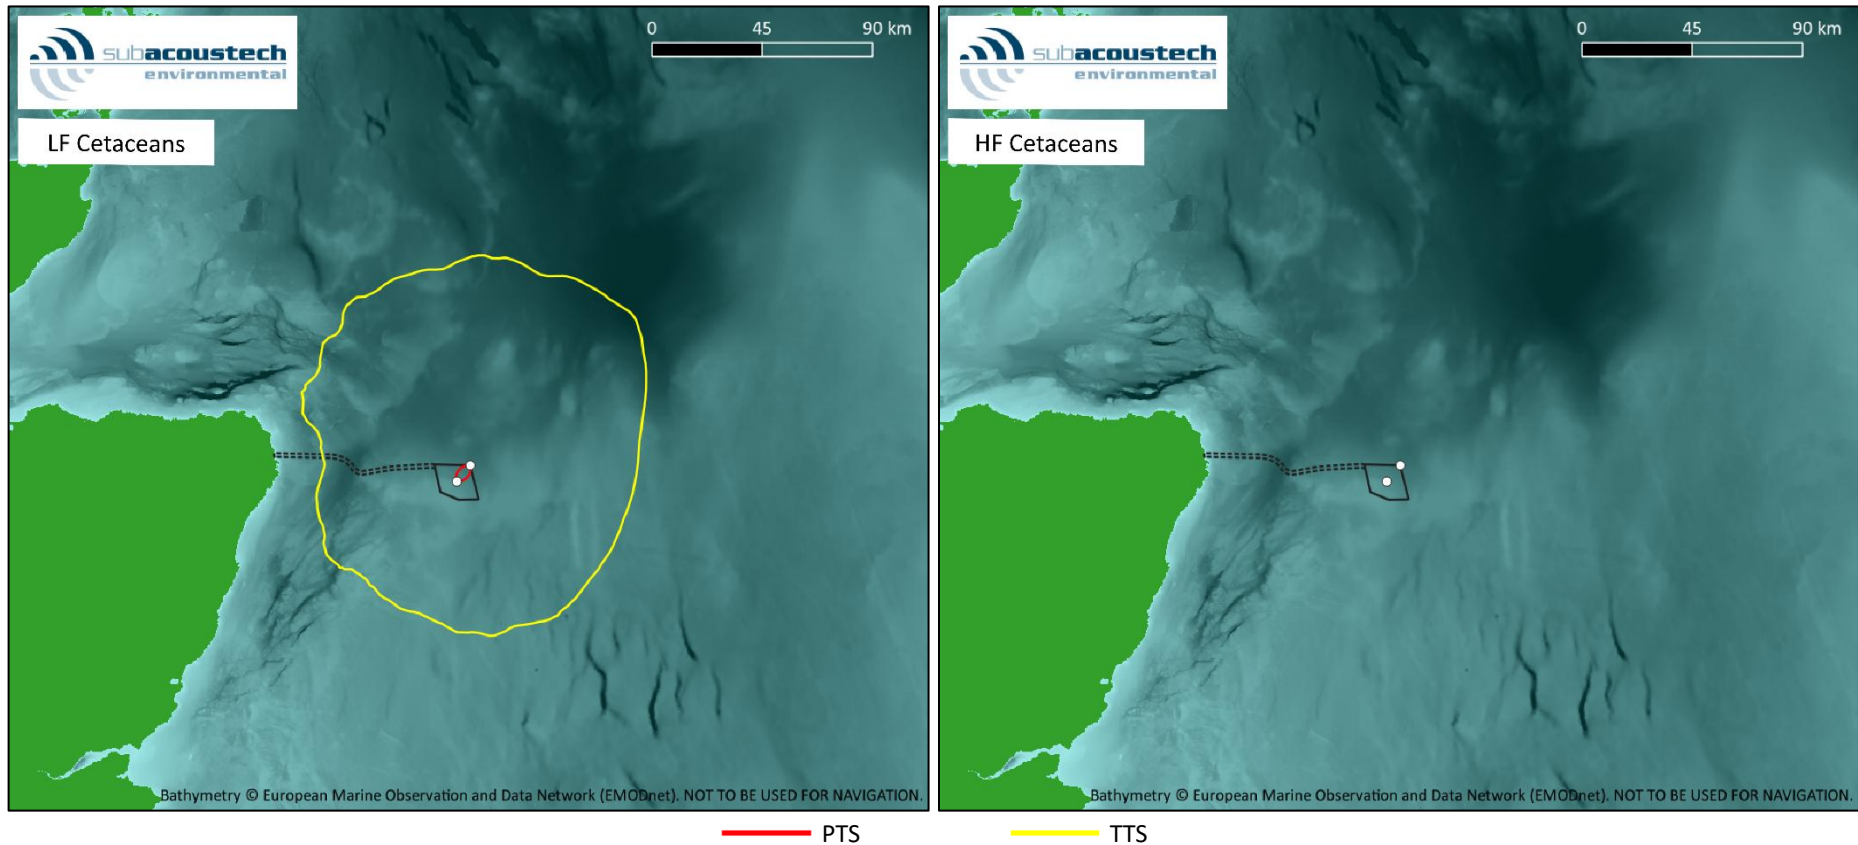 subacoustech
environmental
LF Cetaceans
0 45 90 km
Bathymetry © European Marine Observation and Data Network (EMODnet). NOT TO BE USED FOR NAVIGATION.
subacoustech
environmental
HF Cetaceans
0 45 90 km
Bathymetry © European Marine Observation and Data Network (EMODnet). NOT TO BE USED FOR NAVIGATION.
PTS
TTS